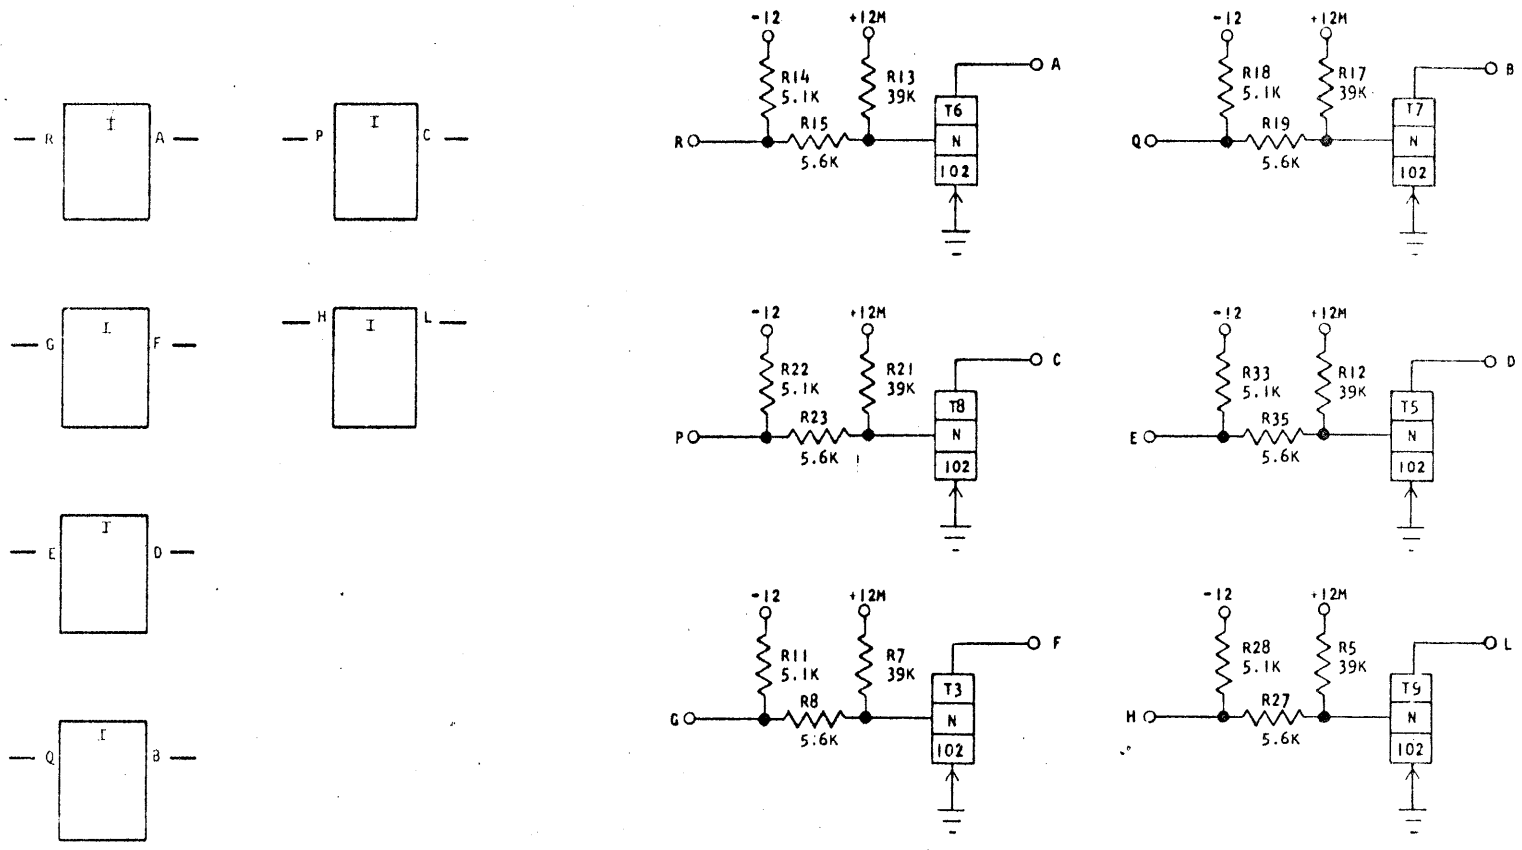 R I A
P I C
G I F
H I L
E I D
Q I B
-12 +12M
R14 5.1K
R13 39K
R15
5.6K
R
A
T6
N
102
-12 +12M
R18 5.1K
R17 39K
R19
5.6K
Q
B
T7
N
102
-12 +12M
R22 5.1K
R21 39K
R23
5.6K
P
C
T8
N
102
-12 +12M
R33 5.1K
R12 39K
R35
5.6K
E
D
T5
N
102
-12 +12M
R11 5.1K
R7 39K
R8
5.6K
G
F
T3
N
102
-12 +12M
R28 5.1K
R5 39K
R27
5.6K
H
L
T9
N
102